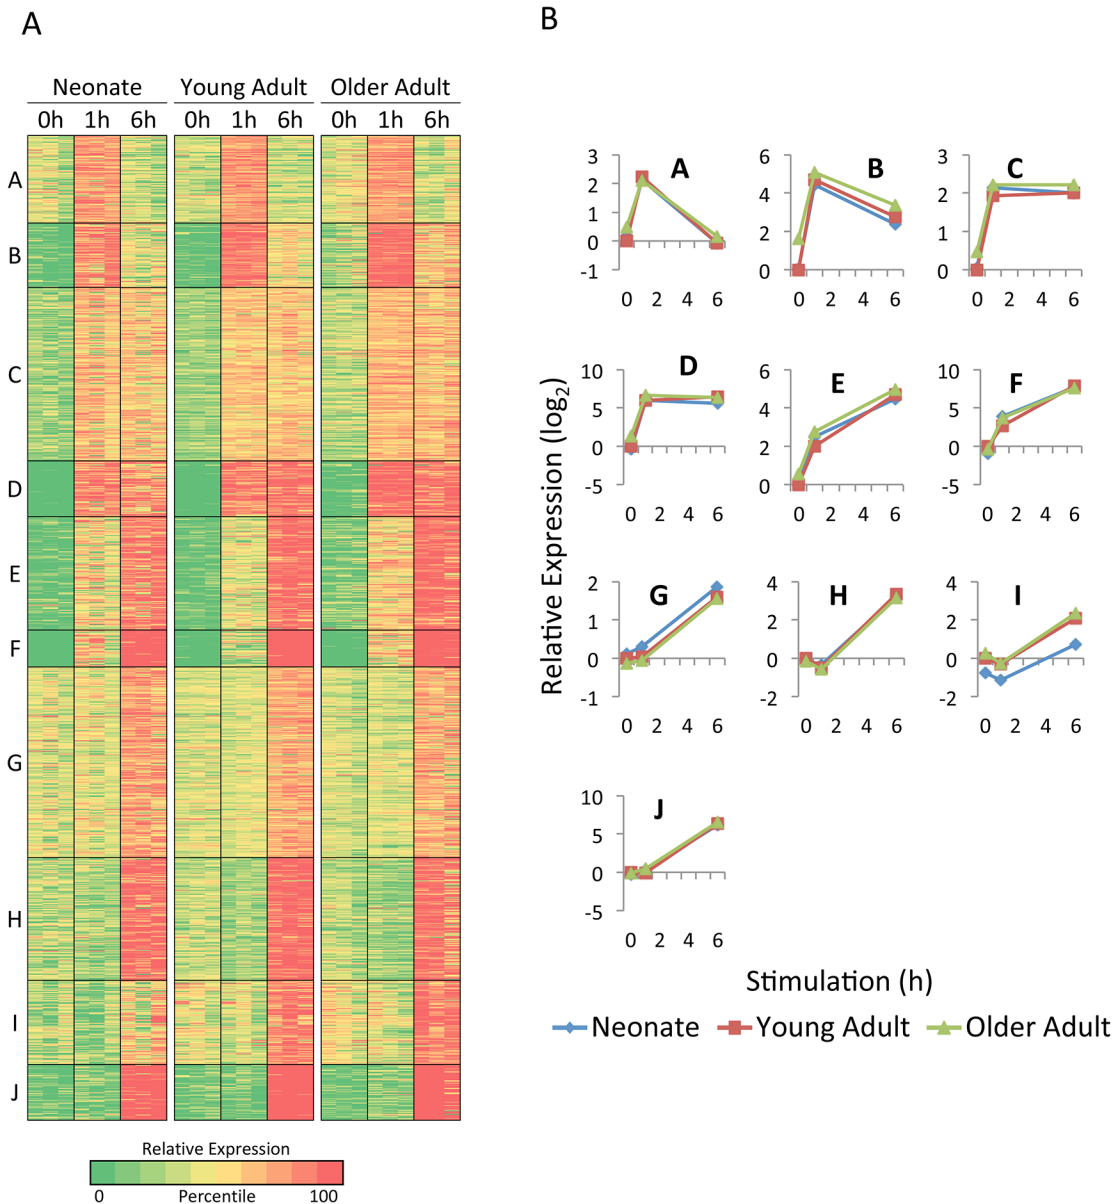 A
Neonate Young Adult Older Adult
0h 1h 6h 0h 1h 6h 0h 1h 6h
A
B
C
D
E
F
G
H
I
J
Relative Expression
0 Percentile 100
B
Relative Expression (log2)
A
3
2
1
0
-1
0 2 4 6
B
6
4
2
0
0 2 4 6
C
3
2
1
0
0 2 4 6
D
10
5
0
-5
0 2 4 6
E
6
4
2
0
0 2 4 6
F
10
5
0
-5
0 2 4 6
G
2
1
0
-1
0 2 4 6
H
4
2
0
-2
0 2 4 6
I
4
2
0
-2
0 2 4 6
J
10
5
0
-5
0 2 4 6
Stimulation (h)
Neonate Young Adult Older Adult